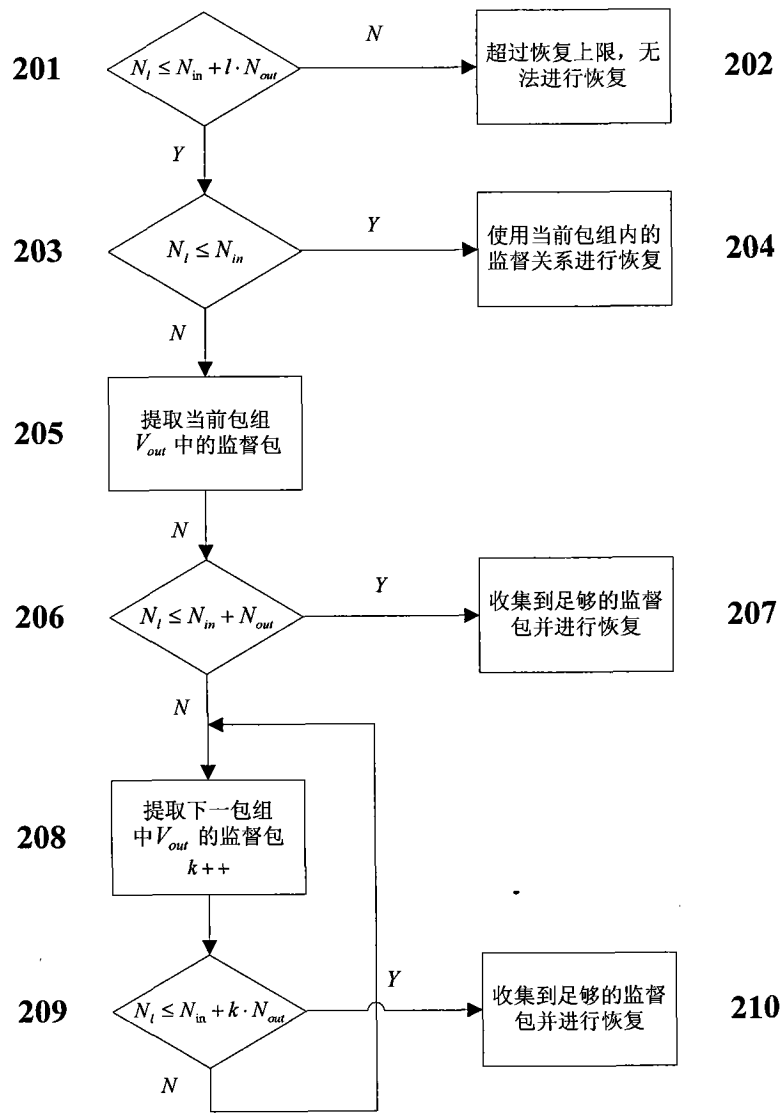 201
N_l ≤ N_in + l · N_out
N
超过恢复上限，无
法进行恢复
202
Y
203
N_l ≤ N_in
Y
使用当前包组内的
监督关系进行恢复
204
N
205
提取当前包组
V_out 中的监督包
N
206
N_l ≤ N_in + N_out
Y
收集到足够的监督
包并进行恢复
207
N
208
提取下一包组
中V_out 的监督包
k++
209
N_l ≤ N_in + k · N_out
Y
收集到足够的监督
包并进行恢复
210
N